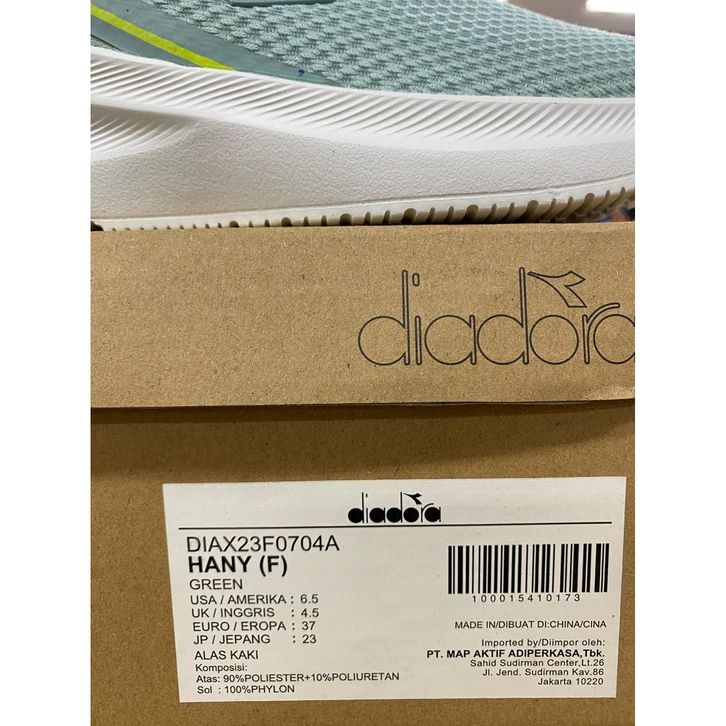 diadora
diadora
DIAX23F0704A
HANY (F)
GREEN
USA / AMERIKA : 6.5
UK / INGGRIS : 4.5
EURO / EROPA : 37
JP / JEPANG : 23
ALAS KAKI
Komposisi:
Atas: 90%POLIESTER+10%POLIURETAN
Sol : 100%PHYLON
100015410173
MADE IN/DIBUAT DI:CHINA/CINA
Imported by/Diimpor oleh:
PT. MAP AKTIF ADIPERKASA,Tbk.
Sahid Sudirman Center,Lt.26
Jl. Jend. Sudirman Kav.86
Jakarta 10220